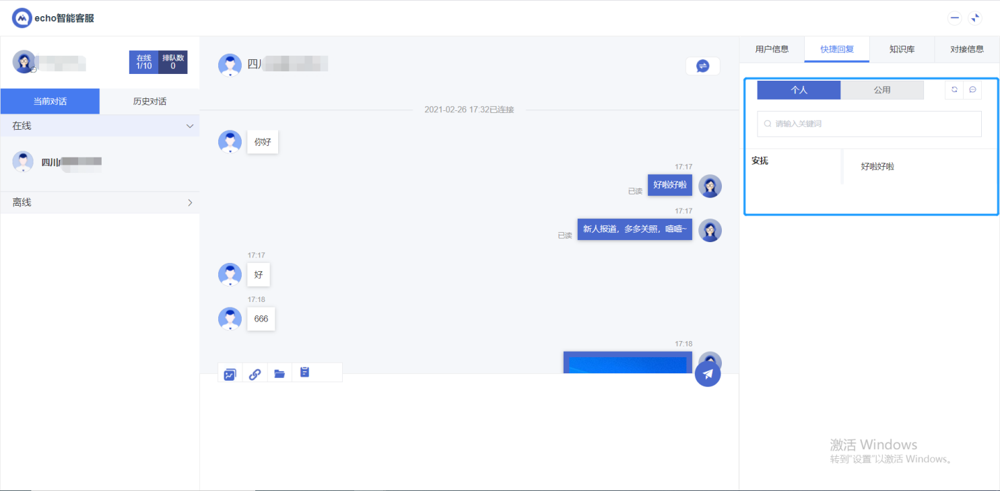 echo智能客服
在线
1/10
排队数
0
当前对话
历史对话
在线
四川
离线
四川
2021-02-26 17:32已连接
你好
17:17
已读
好啦好啦
17:17
已读
新人报道，多多关照，嘻嘻~
17:17
好
17:18
666
17:18
用户信息
快捷回复
知识库
对接信息
个人
公用
请输入关键词
安抚
好啦好啦
激活 Windows
转到"设置"以激活 Windows。